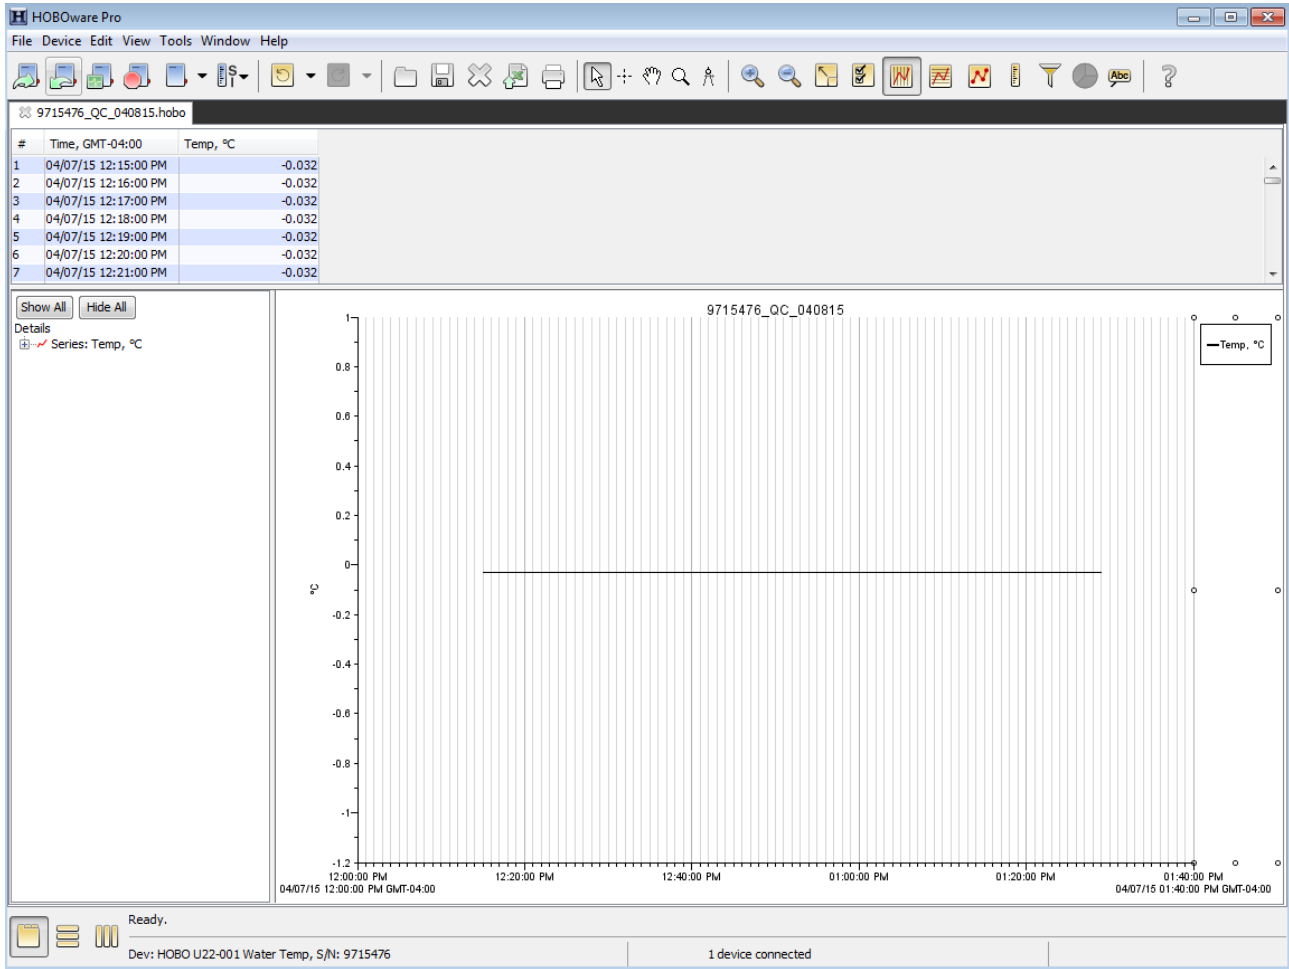 HOBOware Pro
File Device Edit View Tools Window Help
S
I
Abc
9715476_QC_040815.hobo
# Time, GMT-04:00 Temp, °C
1 04/07/15 12:15:00 PM -0.032
2 04/07/15 12:16:00 PM -0.032
3 04/07/15 12:17:00 PM -0.032
4 04/07/15 12:18:00 PM -0.032
5 04/07/15 12:19:00 PM -0.032
6 04/07/15 12:20:00 PM -0.032
7 04/07/15 12:21:00 PM -0.032
Show All Hide All
Details
Series: Temp, °C
9715476_QC_040815
Temp, °C
1
0.8
0.6
0.4
0.2
0
-0.2
-0.4
-0.6
-0.8
-1
-1.2
°C
12:00:00 PM 12:20:00 PM 12:40:00 PM 01:00:00 PM 01:20:00 PM 01:40:00 PM
04/07/15 12:00:00 PM GMT-04:00 04/07/15 01:40:00 PM GMT-04:00
Ready.
Dev: HOBO U22-001 Water Temp, S/N: 9715476 1 device connected